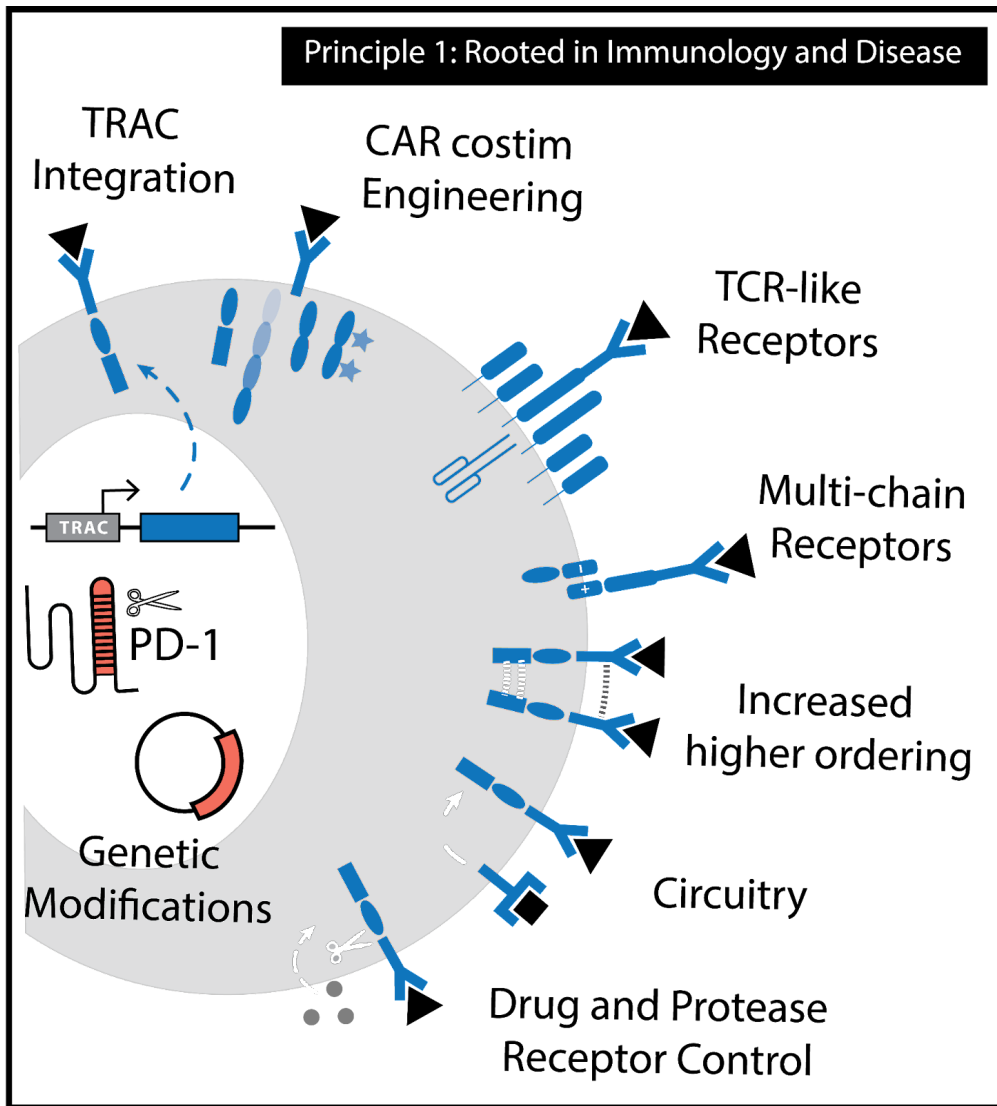 Principle 1: Rooted in Immunology and Disease
TRAC
Integration
CAR costim
Engineering
TCR-like
Receptors
Multi-chain
Receptors
TRAC
PD-1
−
+
Increased
higher ordering
Genetic
Modifications
Circuitry
Drug and Protease
Receptor Control